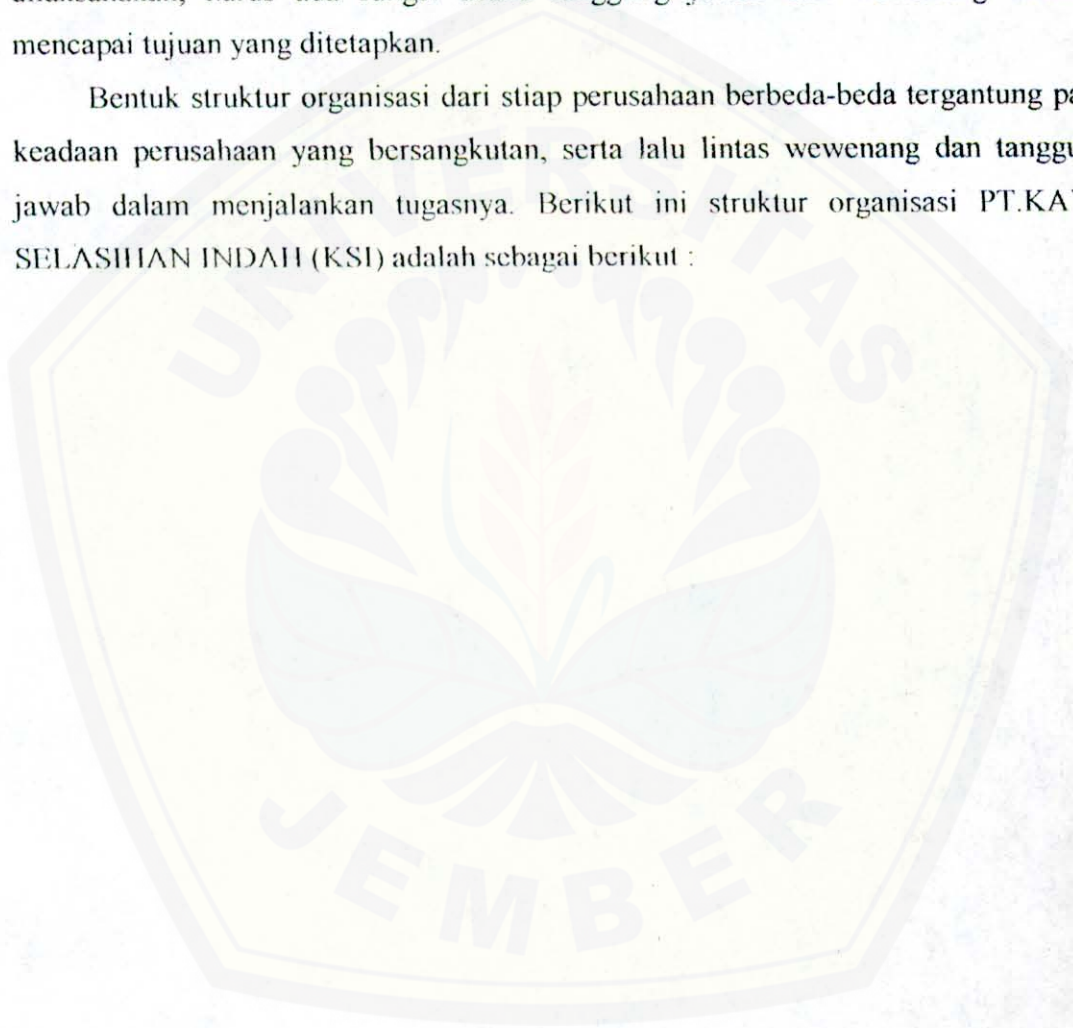 mencapai tujuan yang ditetapkan.
Bentuk struktur organisasi dari stiap perusahaan berbeda-beda tergantung pa
keadaan perusahaan yang bersangkutan, serta lalu lintas wewenang dan tanggu
jawab dalam menjalankan tugasnya. Berikut ini struktur organisasi PT.KA
SELASIHAN INDAH (KSI) adalah sebagai berikut :
UNIVERSITAS
JEMBER